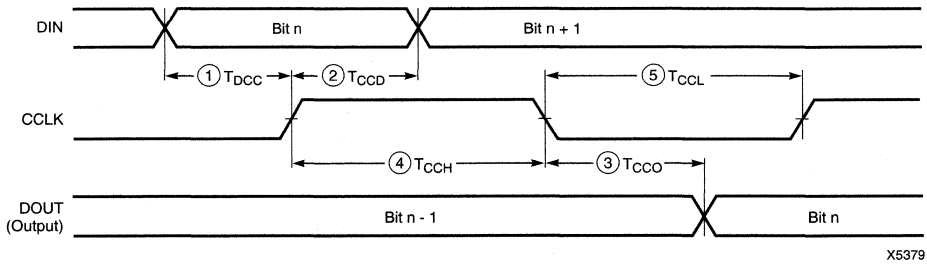 DIN
Bit n
Bit n + 1
1 TDCC
2 TCCD
5 TCCL
CCLK
4 TCCH
3 TCCO
DOUT
(Output)
Bit n - 1
Bit n
X5379